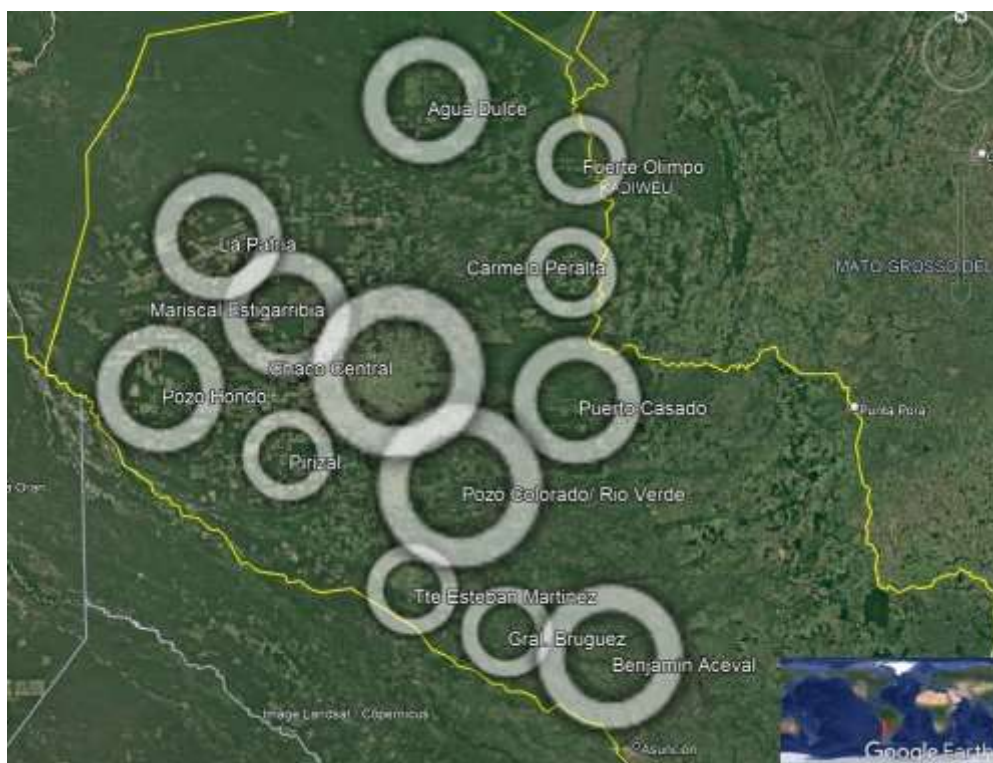 N
Agua Dulce
Fuerte Olimpo
KADIWEU
La Patria
Carmelo Peralta
MATO GROSSO DEL
Mariscal Estigarribia
Chaco Central
Pozo Hondo
Puerto Casado
Punta Pora
Pirizal
Pozo Colorado/ Rio Verde
Tte Esteban Martinez
Gral. Bruguez
Benjamin Aceval
Image Landsat / Copernicus
Asuncion
Google Earth